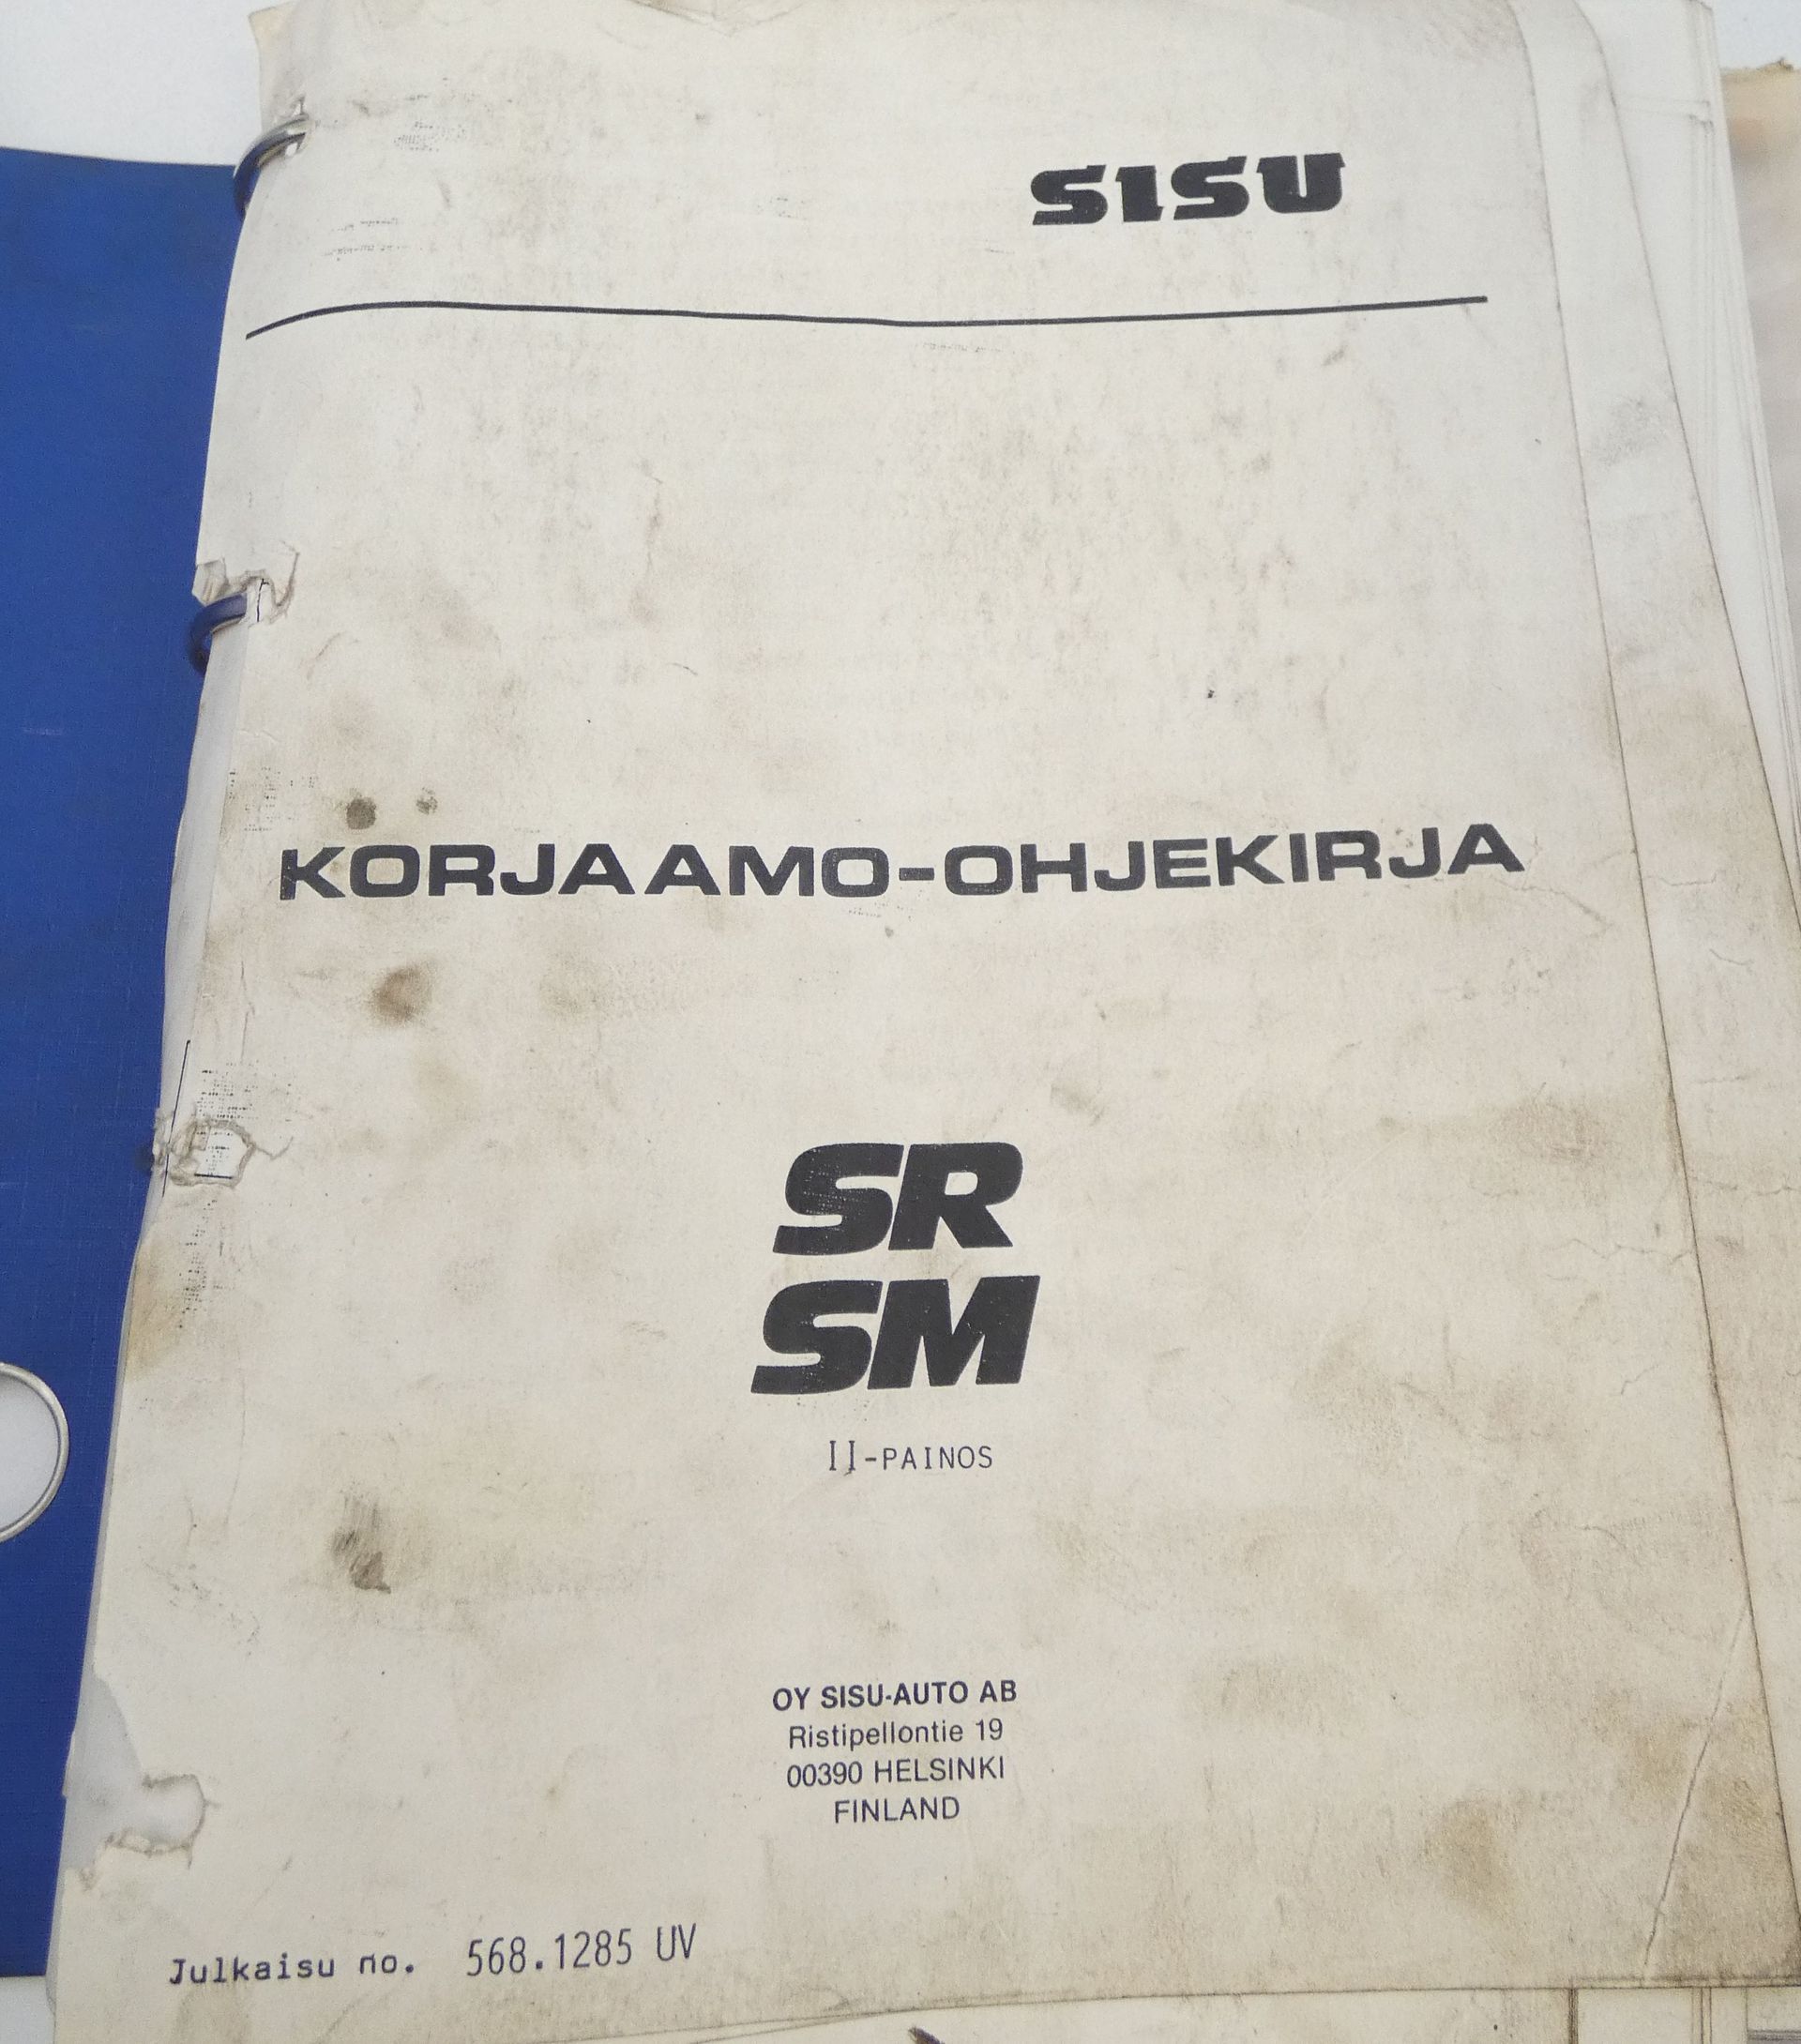 SISU
KORJAAMO-OHJEKIRJA
SR
SM
II-PAINOS
OY SISU-AUTO AB
Ristipellontie 19
00390 HELSINKI
FINLAND
Julkaisu no. 568.1285 UV